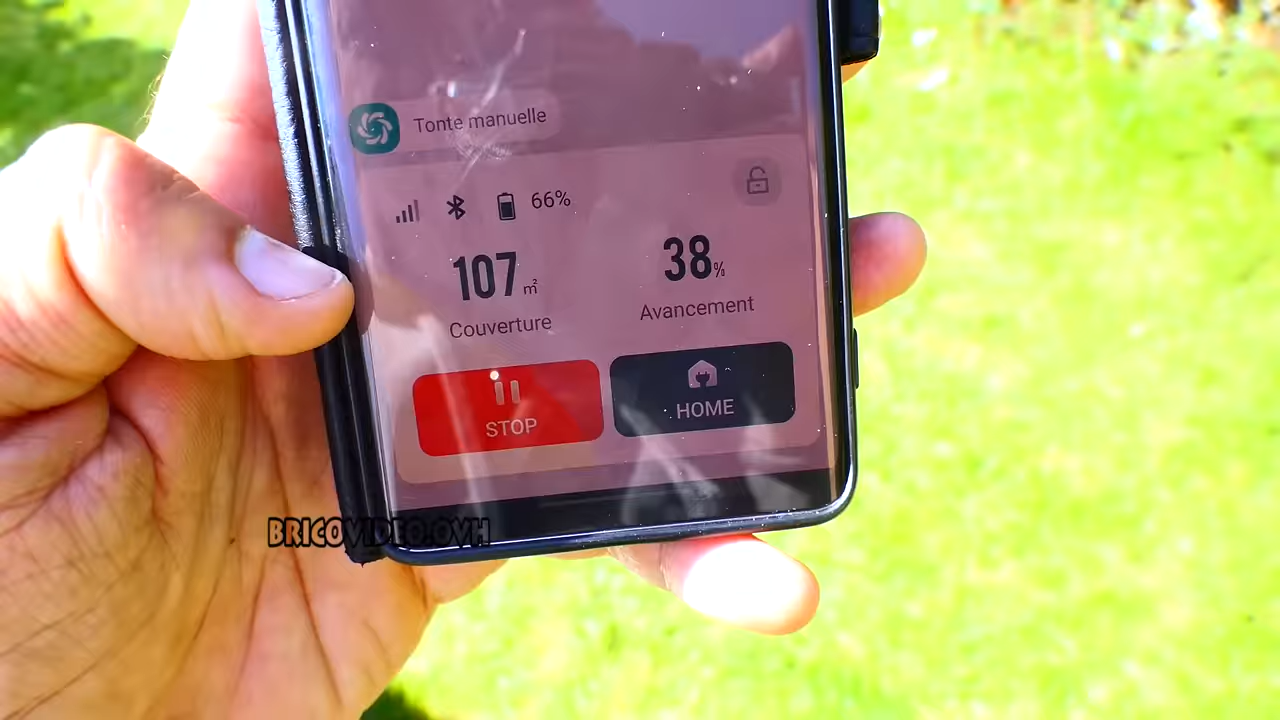 Tonte manuelle
66%
107 m²
38%
Couverture
Avancement
STOP
HOME
BRICOVIDEO.OVH